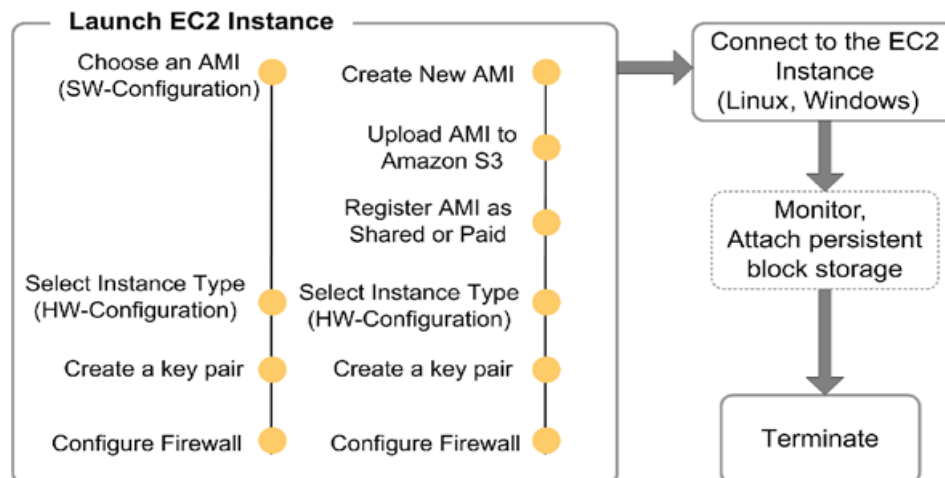 Launch EC2 Instance
Choose an AMI
(SW-Configuration)
Select Instance Type
(HW-Configuration)
Create a key pair
Configure Firewall
Create New AMI
Upload AMI to
Amazon S3
Register AMI as
Shared or Paid
Select Instance Type
(HW-Configuration)
Create a key pair
Configure Firewall
Connect to the EC2
Instance
(Linux, Windows)
Monitor,
Attach persistent
block storage
Terminate